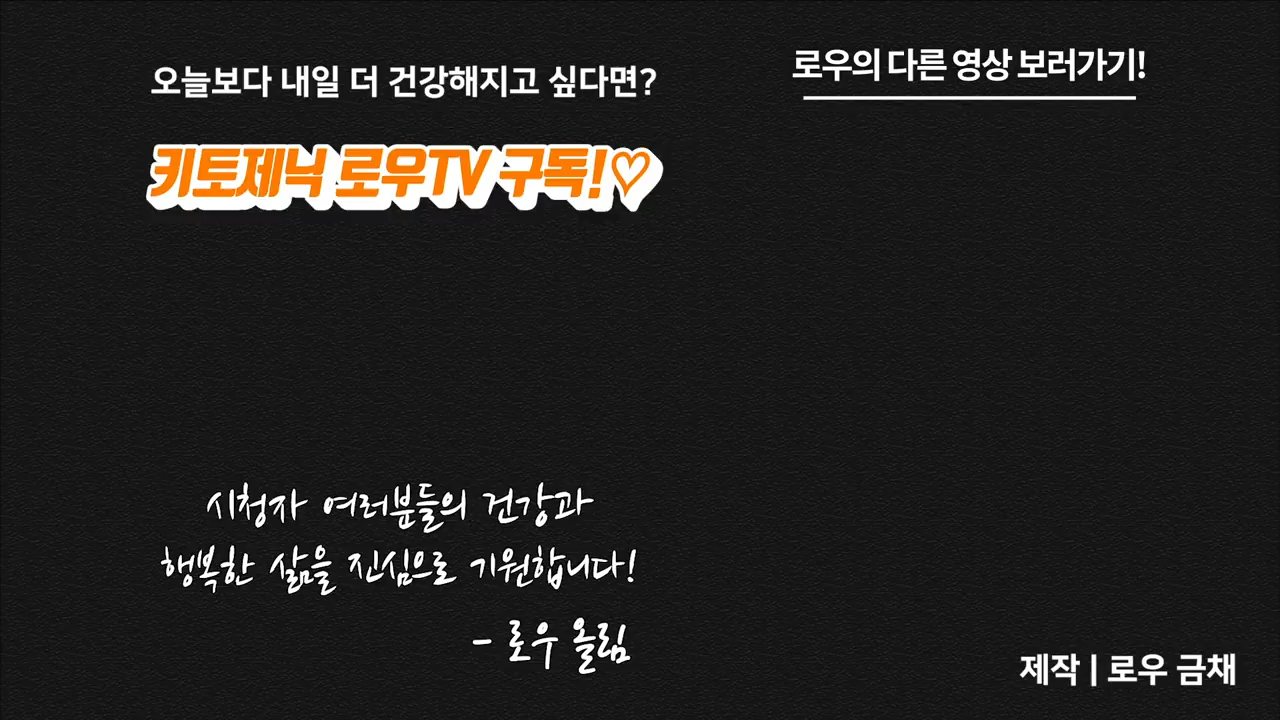 오늘보다 내일 더 건강해지고 싶다면?
키토제닉 로우TV 구독!♡
로우의 다른 영상 보러가기!
시청자 여러분들의 건강과
행복한 삶을 진심으로 기원합니다!
- 로우 올림
제작 | 로우 금채